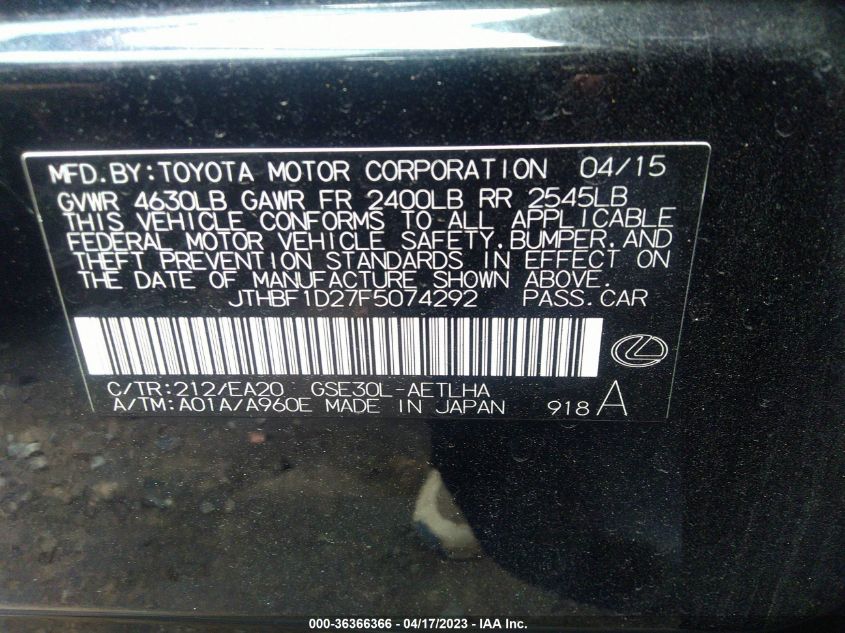 MFD.BY:TOYOTA MOTOR CORPORATION 04/15
GVWR 4630LB GAWR FR 2400LB RR 2545LB
THIS VEHICLE CONFORMS TO ALL APPLICABLE
FEDERAL MOTOR VEHICLE SAFETY.BUMPER.AND
THEFT PREVENTION STANDARDS IN EFFECT ON
THE DATE OF MANUFACTURE SHOWN ABOVE.
JTHBF1D27F5074292 PASS.CAR
C/TR:212/EA20 GSE30L-AETLHA
A/TM:A01A/A960E MADE IN JAPAN 918 A
000-36366366 - 04/17/2023 - IAA Inc.